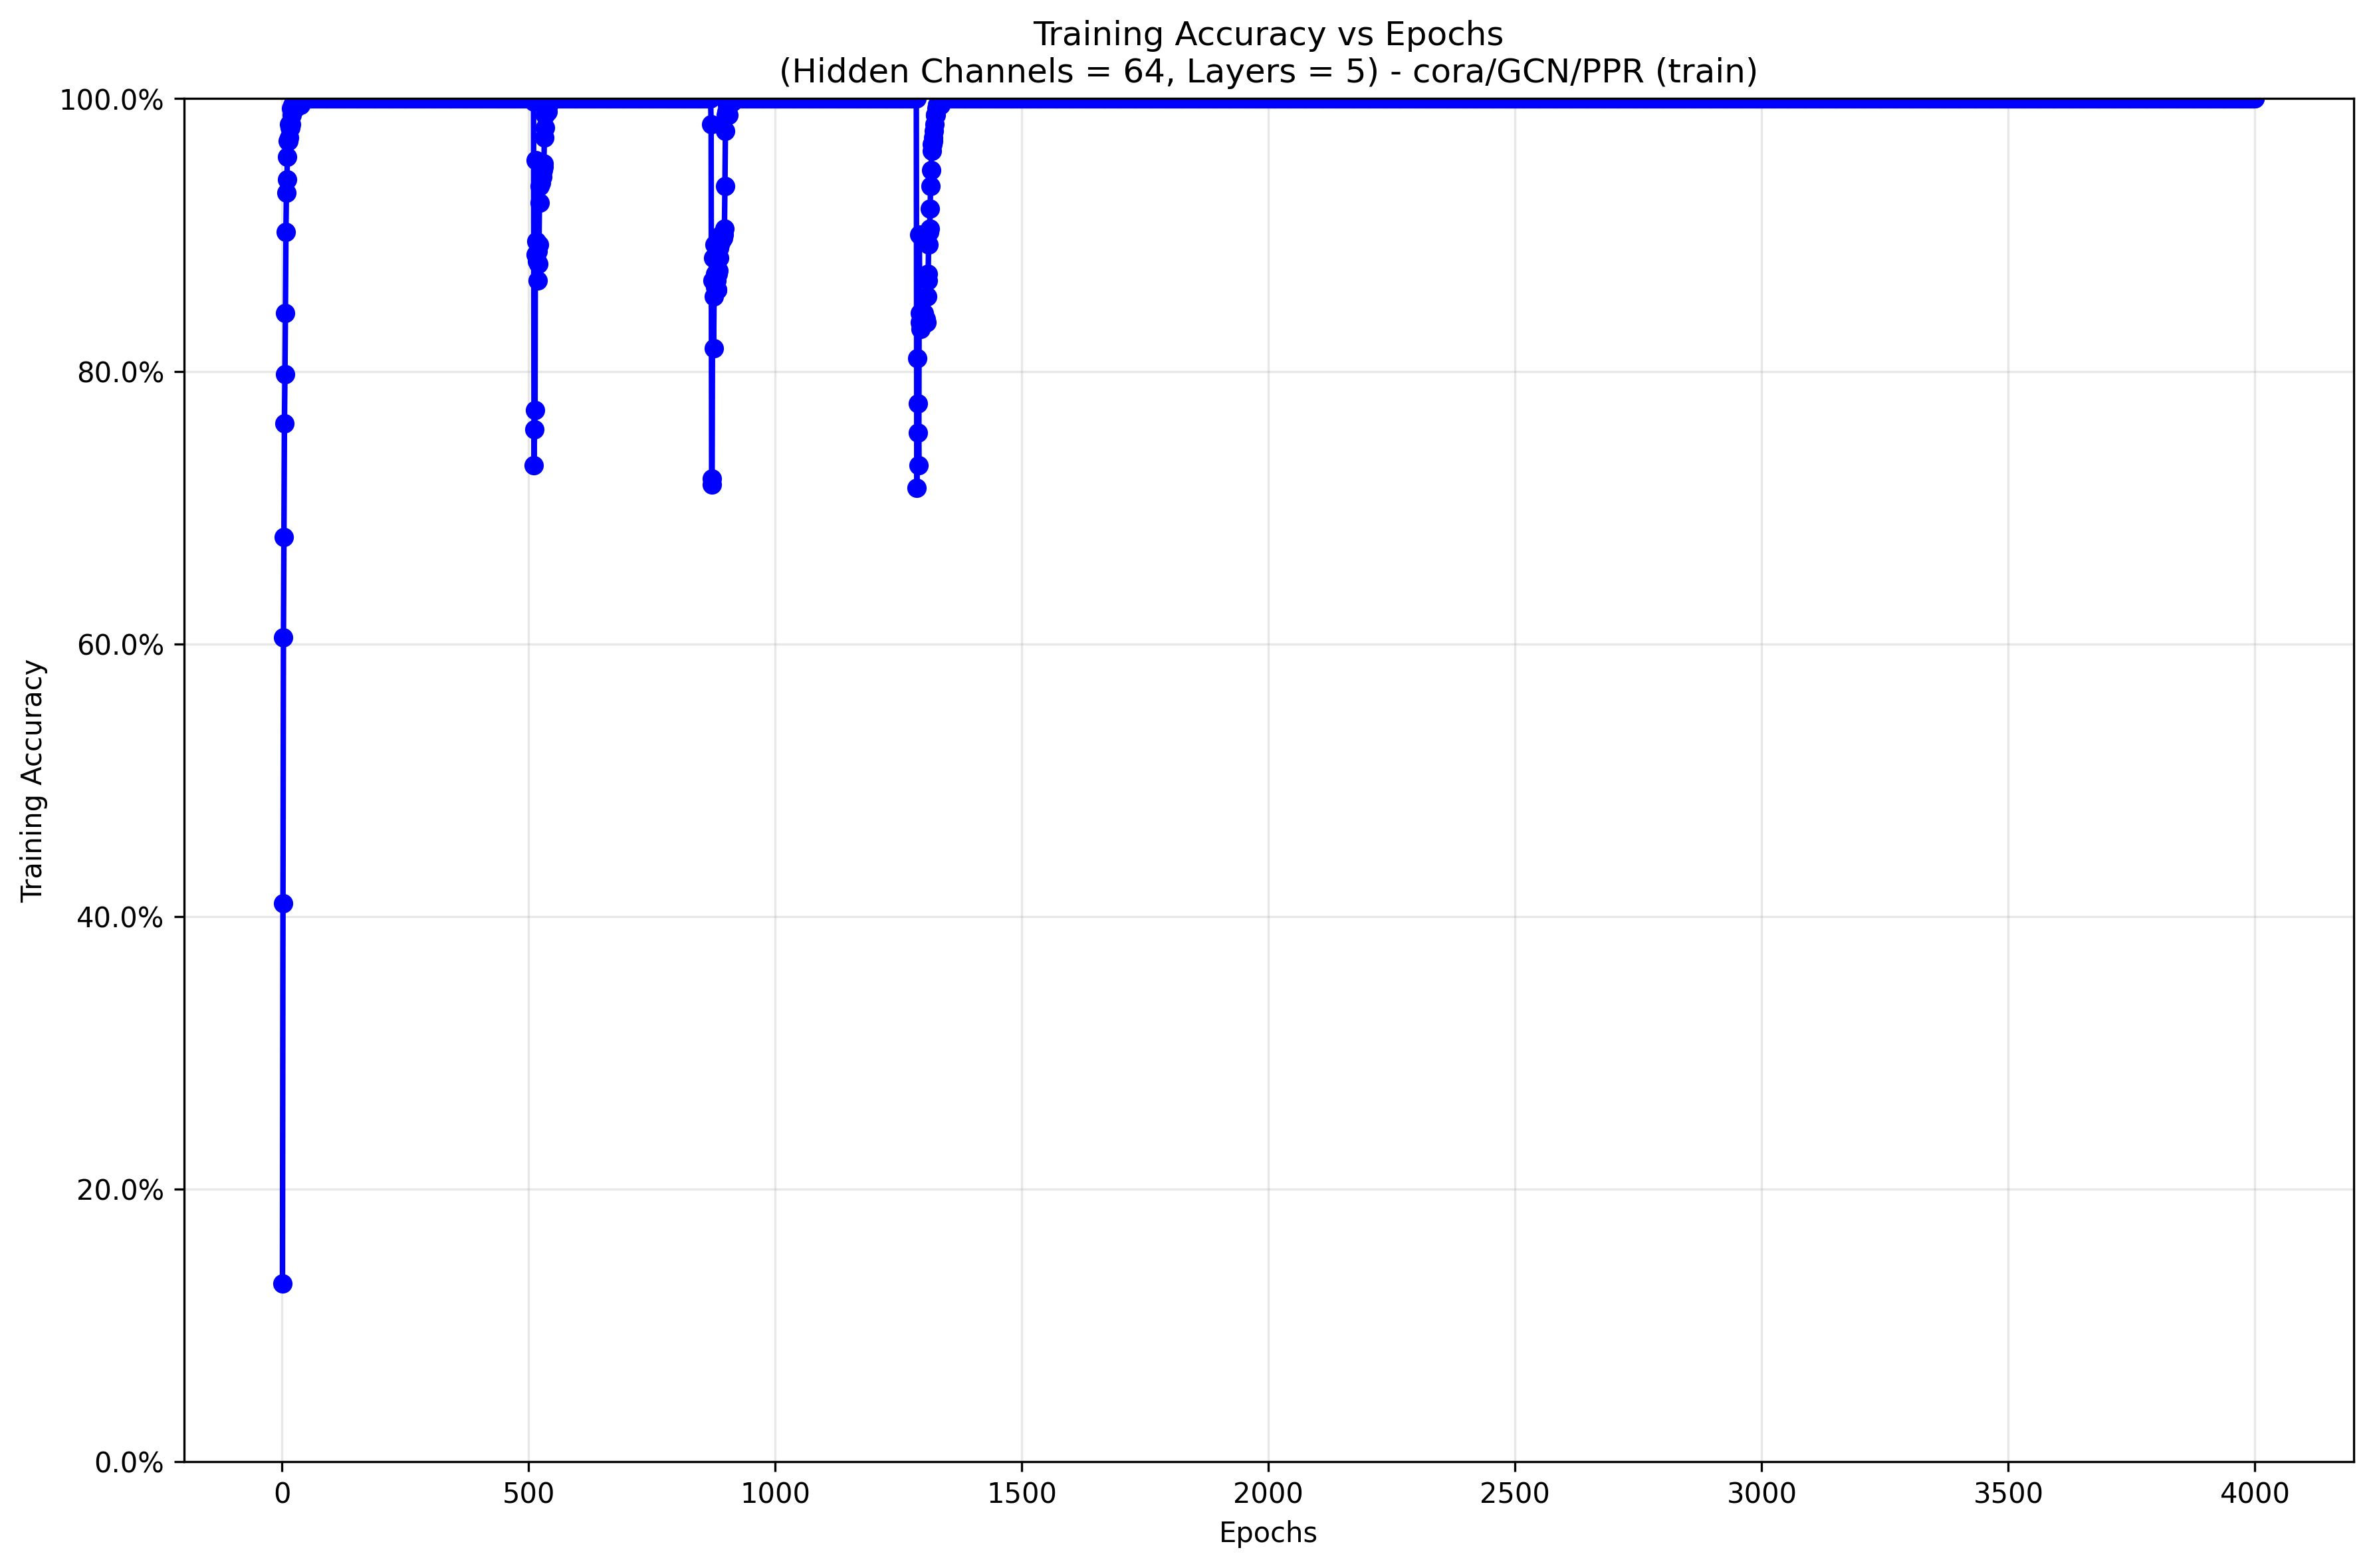 Training Accuracy vs Epochs
(Hidden Channels = 64, Layers = 5) - cora/GCN/PPR (train)
100.0%
80.0%
60.0%
40.0%
20.0%
0.0%
Training Accuracy
0 500 1000 1500 2000 2500 3000 3500 4000
Epochs